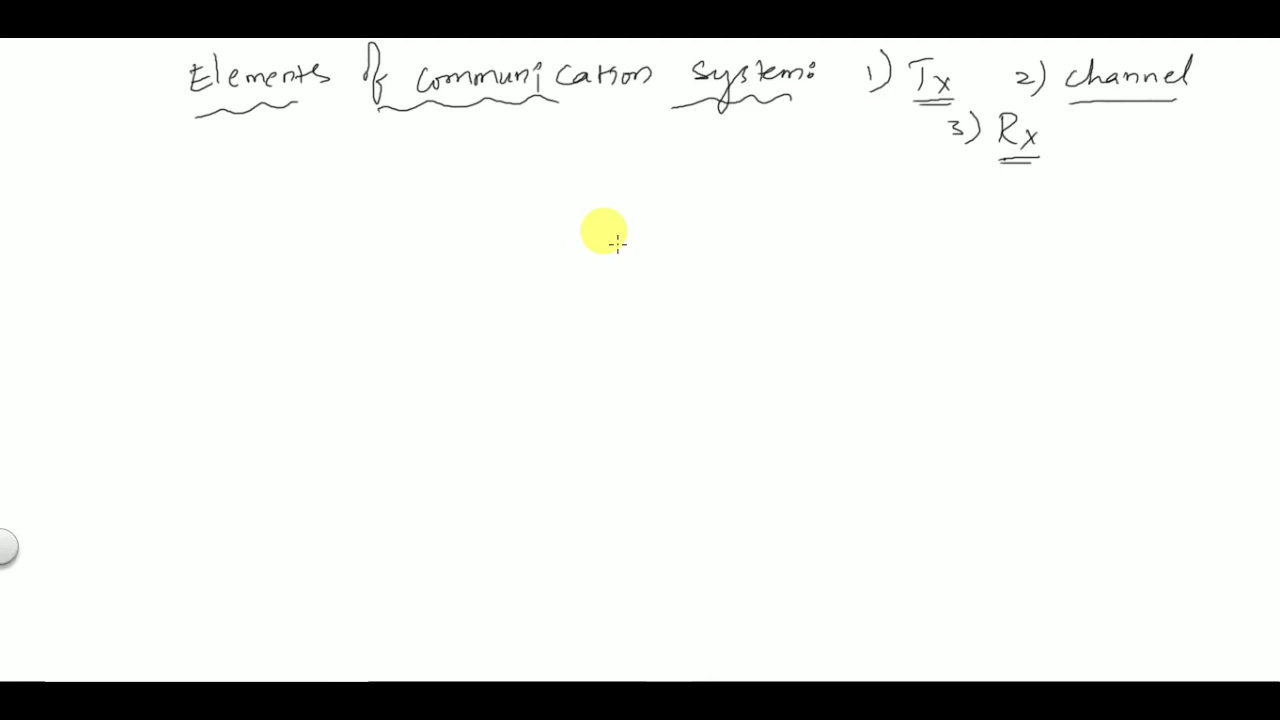 Elements of communication system: 1) Tx 2) channel
3) Rx